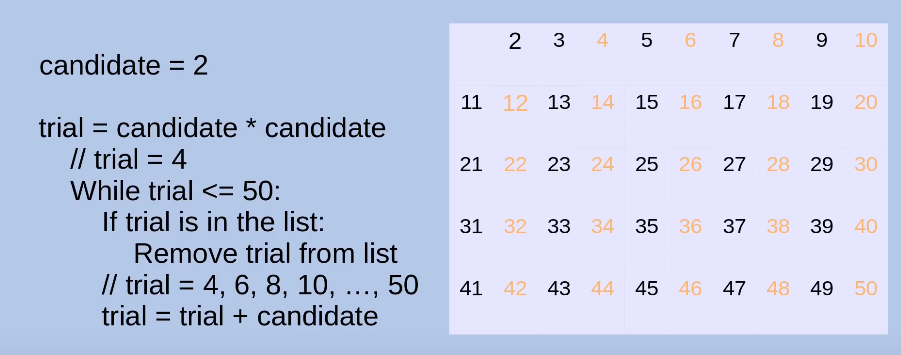 candidate = 2
trial = candidate * candidate
// trial = 4
While trial <= 50:
If trial is in the list:
Remove trial from list
// trial = 4, 6, 8, 10, …, 50
trial = trial + candidate
2 3 4 5 6 7 8 9 10
11 12 13 14 15 16 17 18 19 20
21 22 23 24 25 26 27 28 29 30
31 32 33 34 35 36 37 38 39 40
41 42 43 44 45 46 47 48 49 50